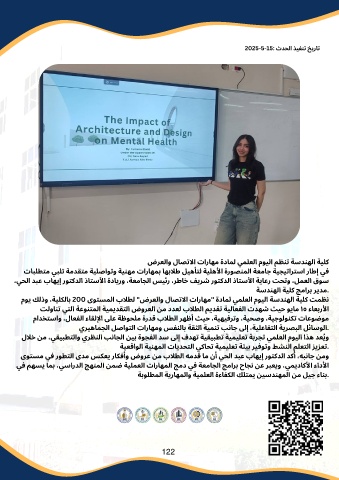 تاريخ تنفيذ الحدث :15-5-2025
The Impact of
Architecture and Design
on Mental Health
كلية الهندسة تنظم اليوم العلمي لمادة مهارات الاتصال والعرض
في إطار استراتيجية جامعة المنصورة الأهلية لتأهيل طلابها بمهارات مهنية وتواصلية متقدمة تلبي متطلبات
سوق العمل، وتحت رعاية الأستاذ الدكتور شريف خاطر، رئيس الجامعة، وريادة الأستاذ الدكتور إيهاب عبد الحي،
.مدير برامج كلية الهندسة
نظمت كلية الهندسة اليوم العلمي لمادة "مهارات الاتصال والعرض" لطلاب المستوى 200 بالكلية، وذلك يوم
الأربعاء ١٥ مايو حيث شهدت الفعالية تقديم الطلاب لعدد من العروض التقديمية المتنوعة التي تناولت
موضوعات تكنولوجية، وصحية، وترفيهية، حيث أظهر الطلاب قدرة ملحوظة على الإلقاء الفعال، واستخدام
.الوسائل البصرية التفاعلية، إلى جانب تنمية الثقة بالنفس ومهارات التواصل الجماهيري
ويُعد هذا اليوم العلمي تجربة تعليمية تطبيقية تهدف إلى سد الفجوة بين الجانب النظري والتطبيقي، من خلال
.تعزيز التعلم النشط وتوفير بيئة تعليمية تحاكي التحديات المهنية الواقعية
ومن جانبه، أكد الدكتور إيهاب عبد الحي أن ما قدمه الطلاب من عروض وأفكار يعكس مدى التطور في مستوى
الأداء الأكاديمي، ويعبر عن نجاح برامج الجامعة في دمج المهارات العملية ضمن المنهج الدراسي، بما يسهم في
.بناء جيل من المهندسين يمتلك الكفاءة العلمية والمهارية المطلوبة
122